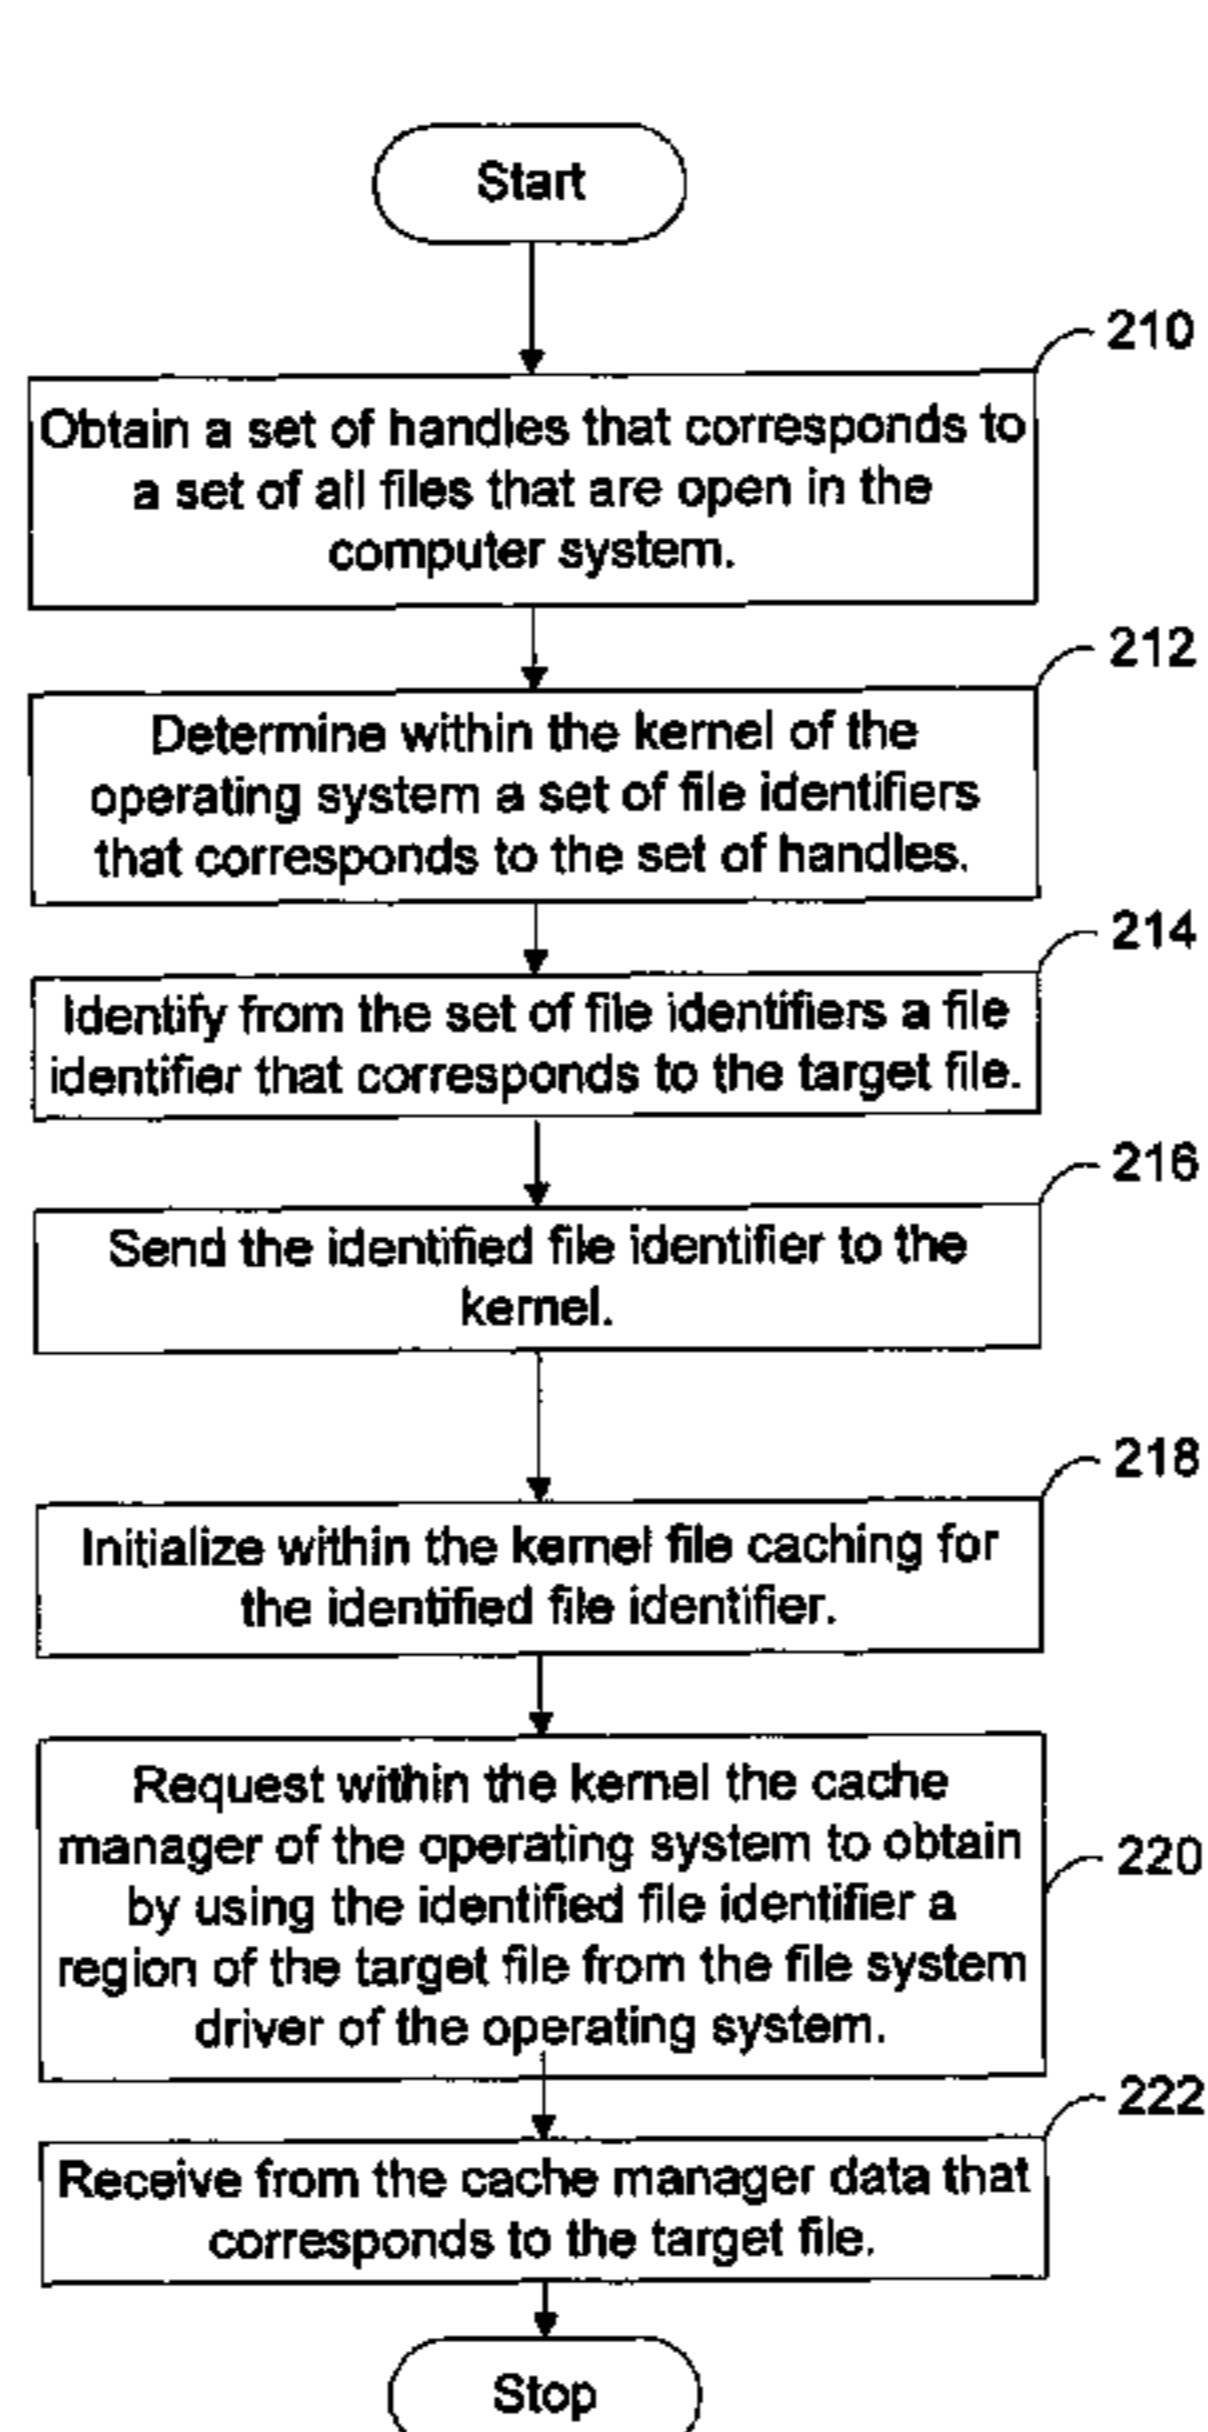 Start
210
Obtain a set of handles that corresponds to
a set of all files that are open in the
computer system.
212
Determine within the kernel of the
operating system a set of file identifiers
that corresponds to the set of handles.
214
Identify from the set of file identifiers a file
identifier that corresponds to the target file.
216
Send the identified file identifier to the
kernel.
218
Initialize within the kernel file caching for
the identified file identifier.
220
Request within the kernel the cache
manager of the operating system to obtain
by using the identified file identifier a
region of the target file from the file system
driver of the operating system.
222
Receive from the cache manager data that
corresponds to the target file.
Stop